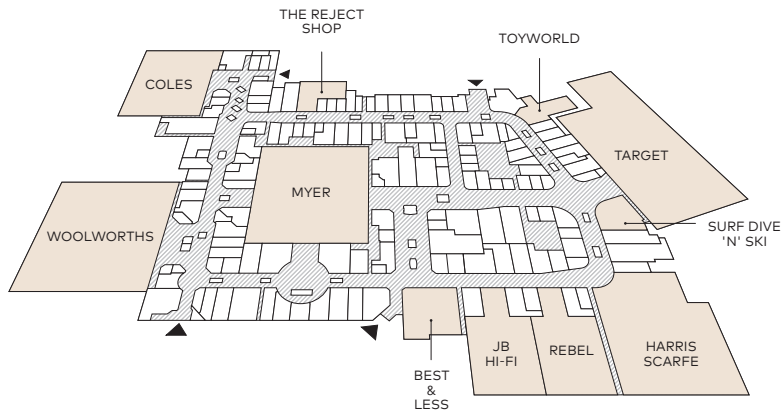 THE REJECT
SHOP
TOYWORLD
COLES
TARGET
MYER
WOOLWORTHS
SURF DIVE
'N' SKI
JB
HI-FI
REBEL
HARRIS
SCARFE
BEST
&
LESS